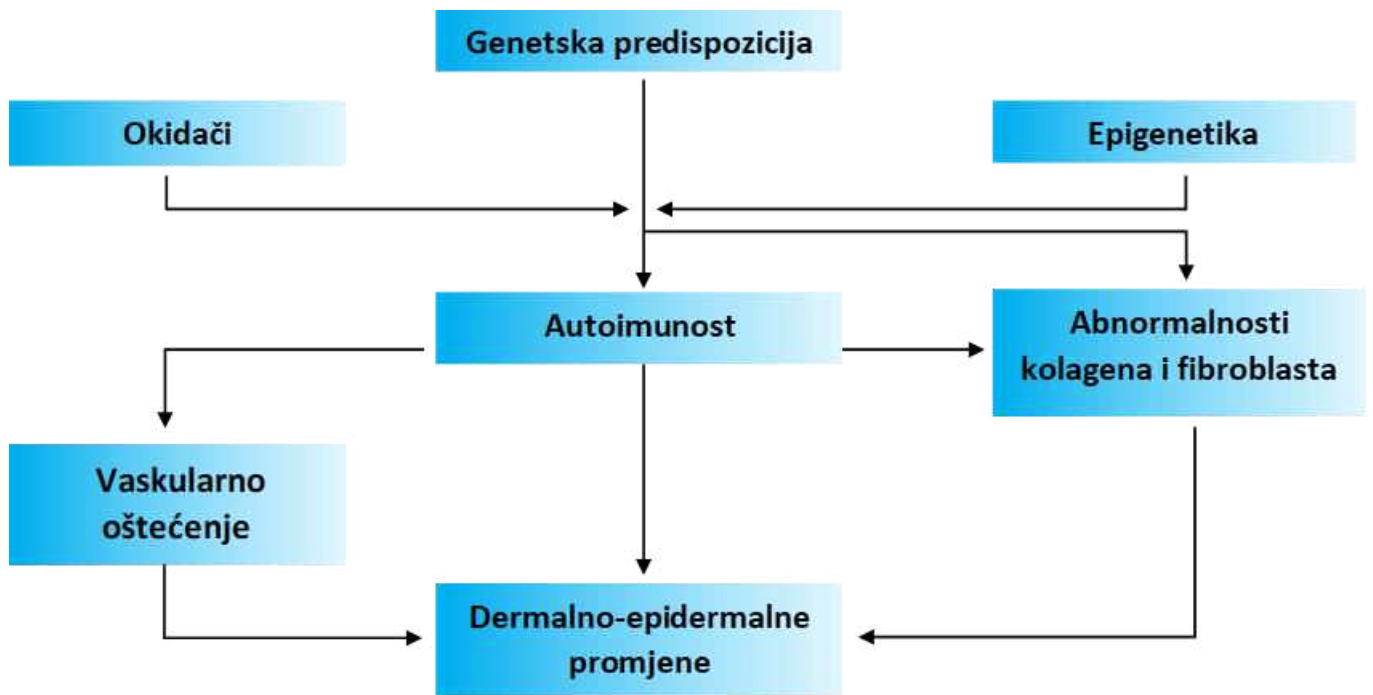 Genetska predispozicija
Okidači
Epigenetika
Autoimunost
Abnormalnosti
kolagena i fibroblasta
Vaskularno
oštećenje
Dermalno-epidermalne
promjene